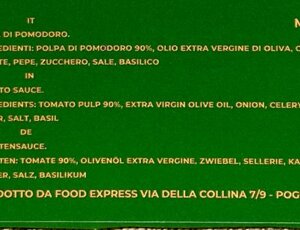 IT
DI POMODORO.
EDIENTI: POLPA DI POMODORO 90%, OLIO EXTRA VERGINE DI OLIVA, C
TE, PEPE, ZUCCHERO, SALE, BASILICO
IN
TO SAUCE.
EDIENTS: TOMATO PULP 90%, EXTRA VIRGIN OLIVE OIL, ONION, CELERY
R, SALT, BASIL
DE
TENSAUCE.
TEN: TOMATE 90%, OLIVENÖL EXTRA VERGINE, ZWIEBEL, SELLERIE, KA
ER, SALZ, BASILIKUM
DOTTO DA FOOD EXPRESS VIA DELLA COLLINA 7/9 - POG